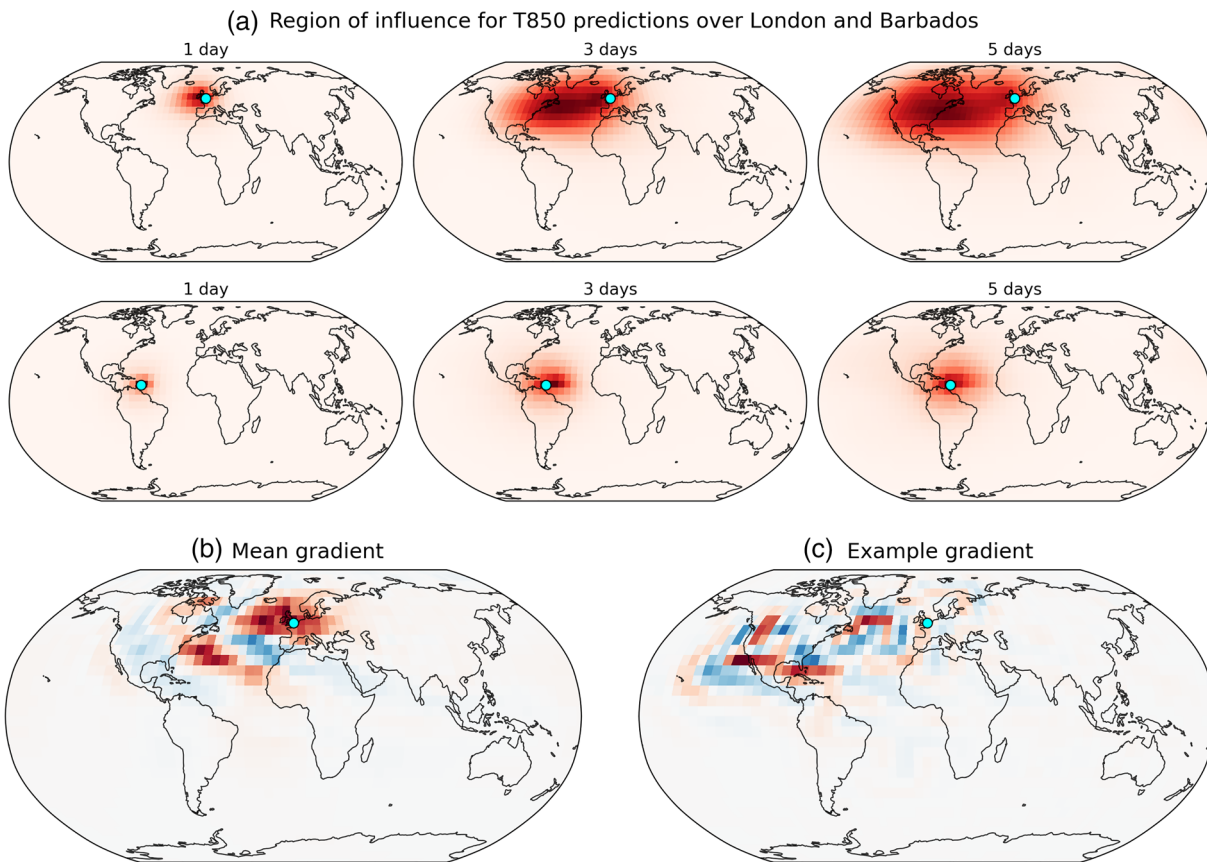 (a) Region of influence for T850 predictions over London and Barbados
1 day
3 days
5 days
1 day
3 days
5 days
(b) Mean gradient
(c) Example gradient